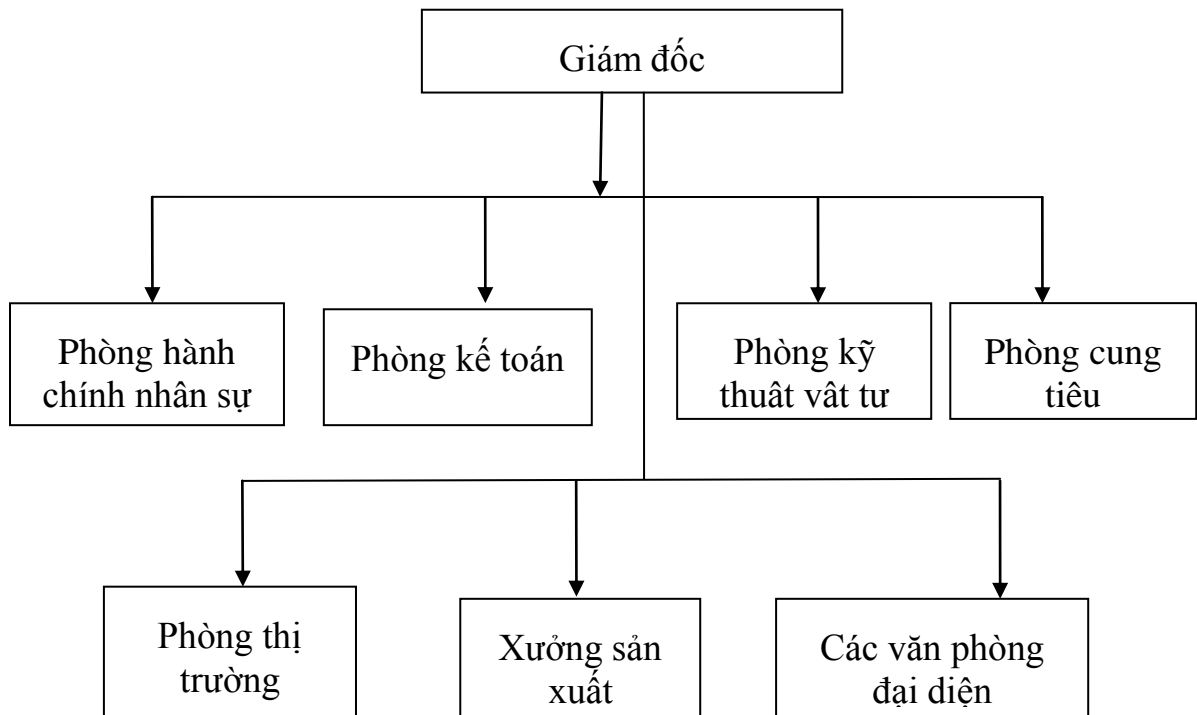 Giám đốc
Phòng hành
chính nhân sự
Phòng kế toán
Phòng kỹ
thuât vât tư
Phòng cung
tiêu
Phòng thị
trường
Xưởng sản
xuất
Các văn phòng
đại diện